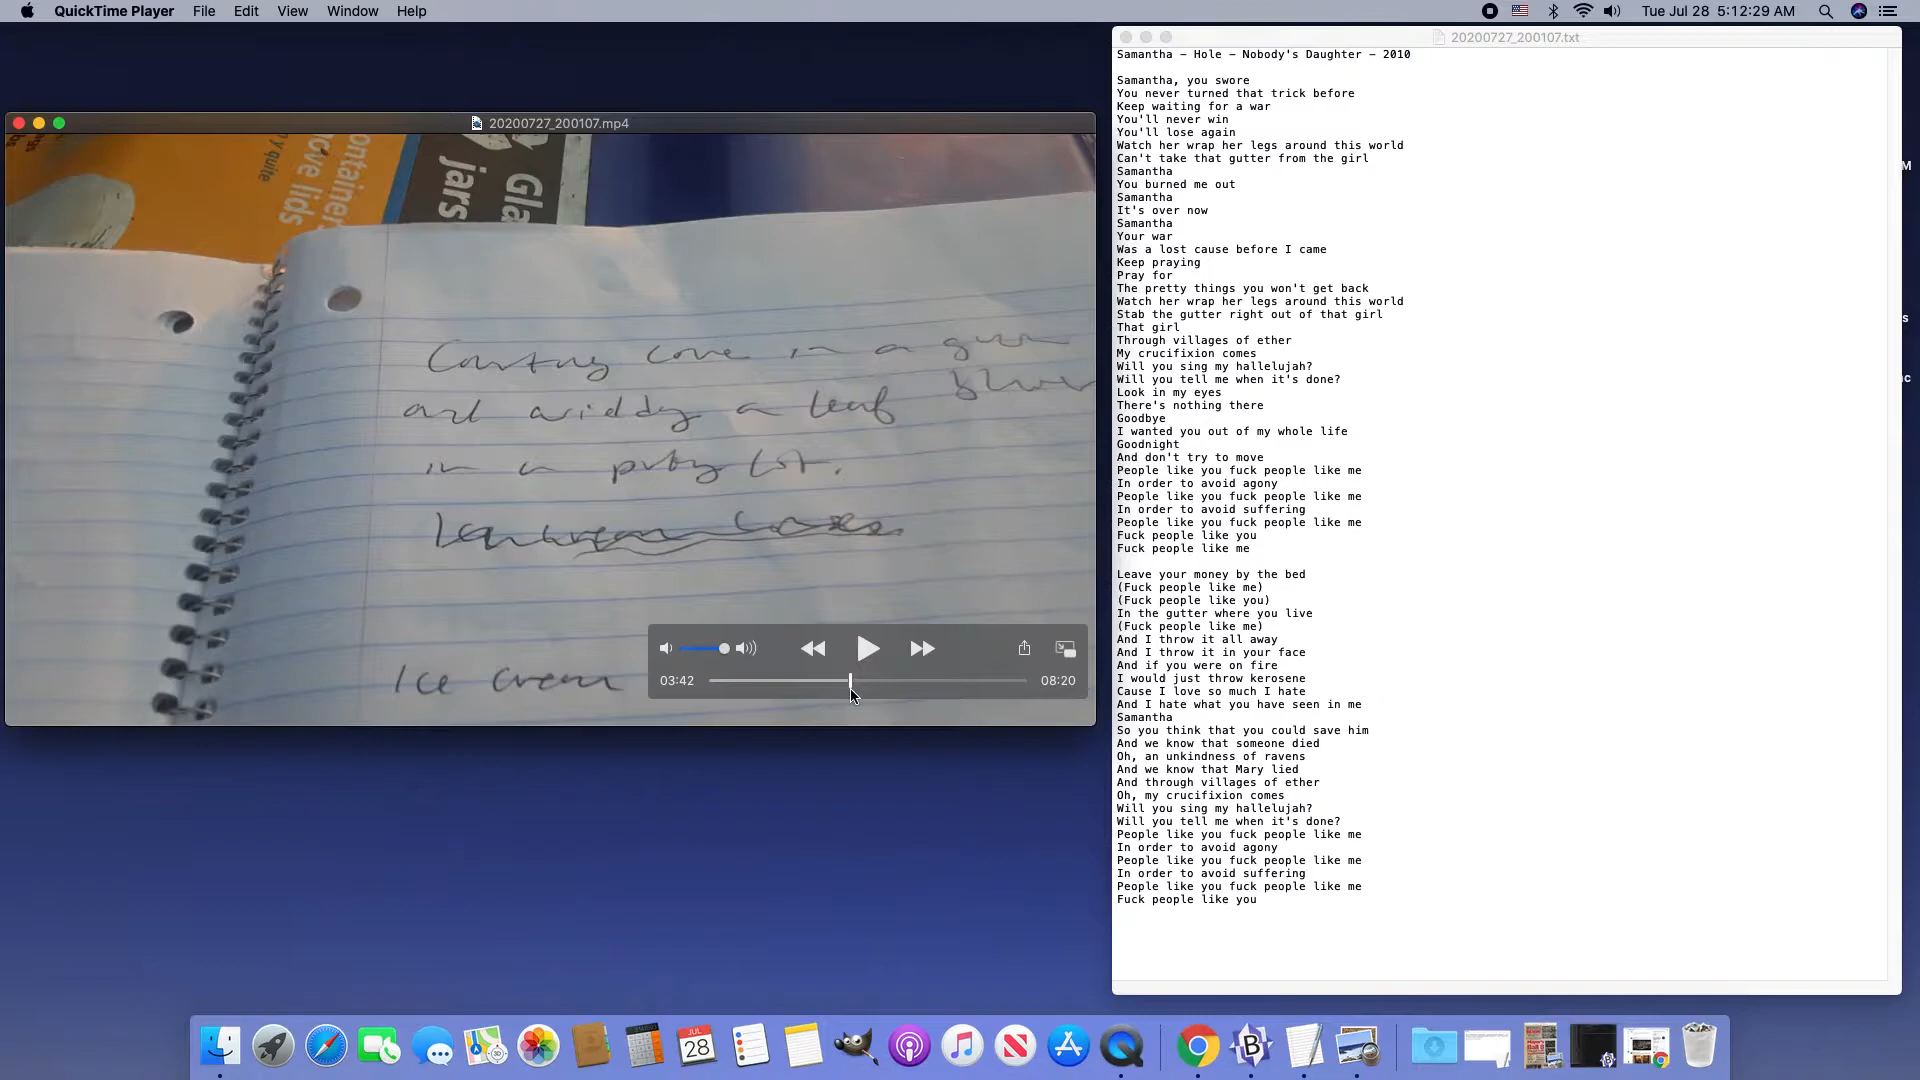 QuickTime Player File Edit View Window Help
Tue Jul 28 5:12:29 AM
20200727_200107.mp4
ontainer
move lids
y quite
Gla
jars
in a
and a leaf
in a lot.
Ice cream
03:42
08:20
20200727_200107.txt
Samantha – Hole – Nobody's Daughter – 2010
Samantha, you swore
You never turned that trick before
Keep waiting for a war
You'll never win
You'll lose again
Watch her wrap her legs around this world
Can't take that gutter from the girl
Samantha
You burned me out
Samantha
It's over now
Samantha
Your war
Was a lost cause before I came
Keep praying
Pray for
The pretty things you won't get back
Watch her wrap her legs around this world
Stab the gutter right out of that girl
That girl
Through villages of ether
My crucifixion comes
Will you sing my hallelujah?
Will you tell me when it's done?
Look in my eyes
There's nothing there
Goodbye
I wanted you out of my whole life
Goodnight
And don't try to move
People like you fuck people like me
In order to avoid agony
People like you fuck people like me
In order to avoid suffering
People like you fuck people like me
Fuck people like you
Fuck people like me
Leave your money by the bed
(Fuck people like me)
(Fuck people like you)
In the gutter where you live
(Fuck people like me)
And I throw it all away
And I throw it in your face
And if you were on fire
I would just throw kerosene
Cause I love so much I hate
And I hate what you have seen in me
Samantha
So you think that you could save him
And we know that someone died
Oh, an unkindness of ravens
And we know that Mary lied
And through villages of ether
Oh, my crucifixion comes
Will you sing my hallelujah?
Will you tell me when it's done?
People like you fuck people like me
In order to avoid agony
People like you fuck people like me
In order to avoid suffering
People like you fuck people like me
Fuck people like you
JUL
28